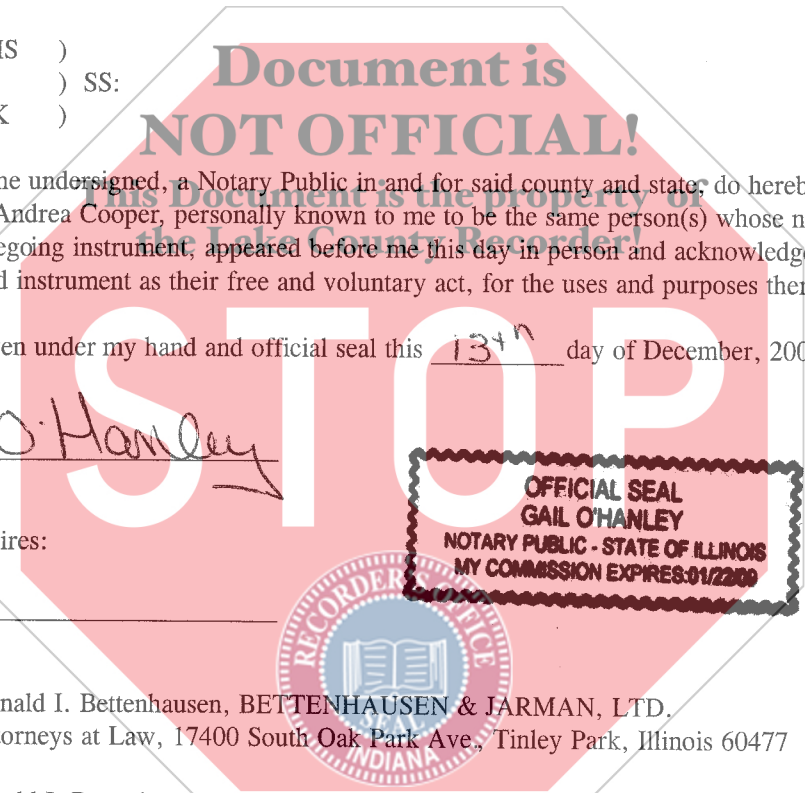 IS )
) SS:
K )
Document is
NOT OFFICIAL!
This Document is the property of
the Lake County Recorder!
ne undersigned, a Notary Public in and for said county and state, do hereb
Andrea Cooper, personally known to me to be the same person(s) whose n
egoing instrument, appeared before me this day in person and acknowledge
d instrument as their free and voluntary act, for the uses and purposes ther
STOP
en under my hand and official seal this 13th day of December, 200
O'Hanley
OFFICIAL SEAL
GAIL O'HANLEY
NOTARY PUBLIC - STATE OF ILLINOIS
MY COMMISSION EXPIRES:01/22/09
ires:
RECORDER'S OFFICE
SEAL
INDIANA
nald I. Bettenhausen, BETTENHAUSEN & JARMAN, LTD.
orneys at Law, 17400 South Oak Park Ave., Tinley Park, Illinois 60477